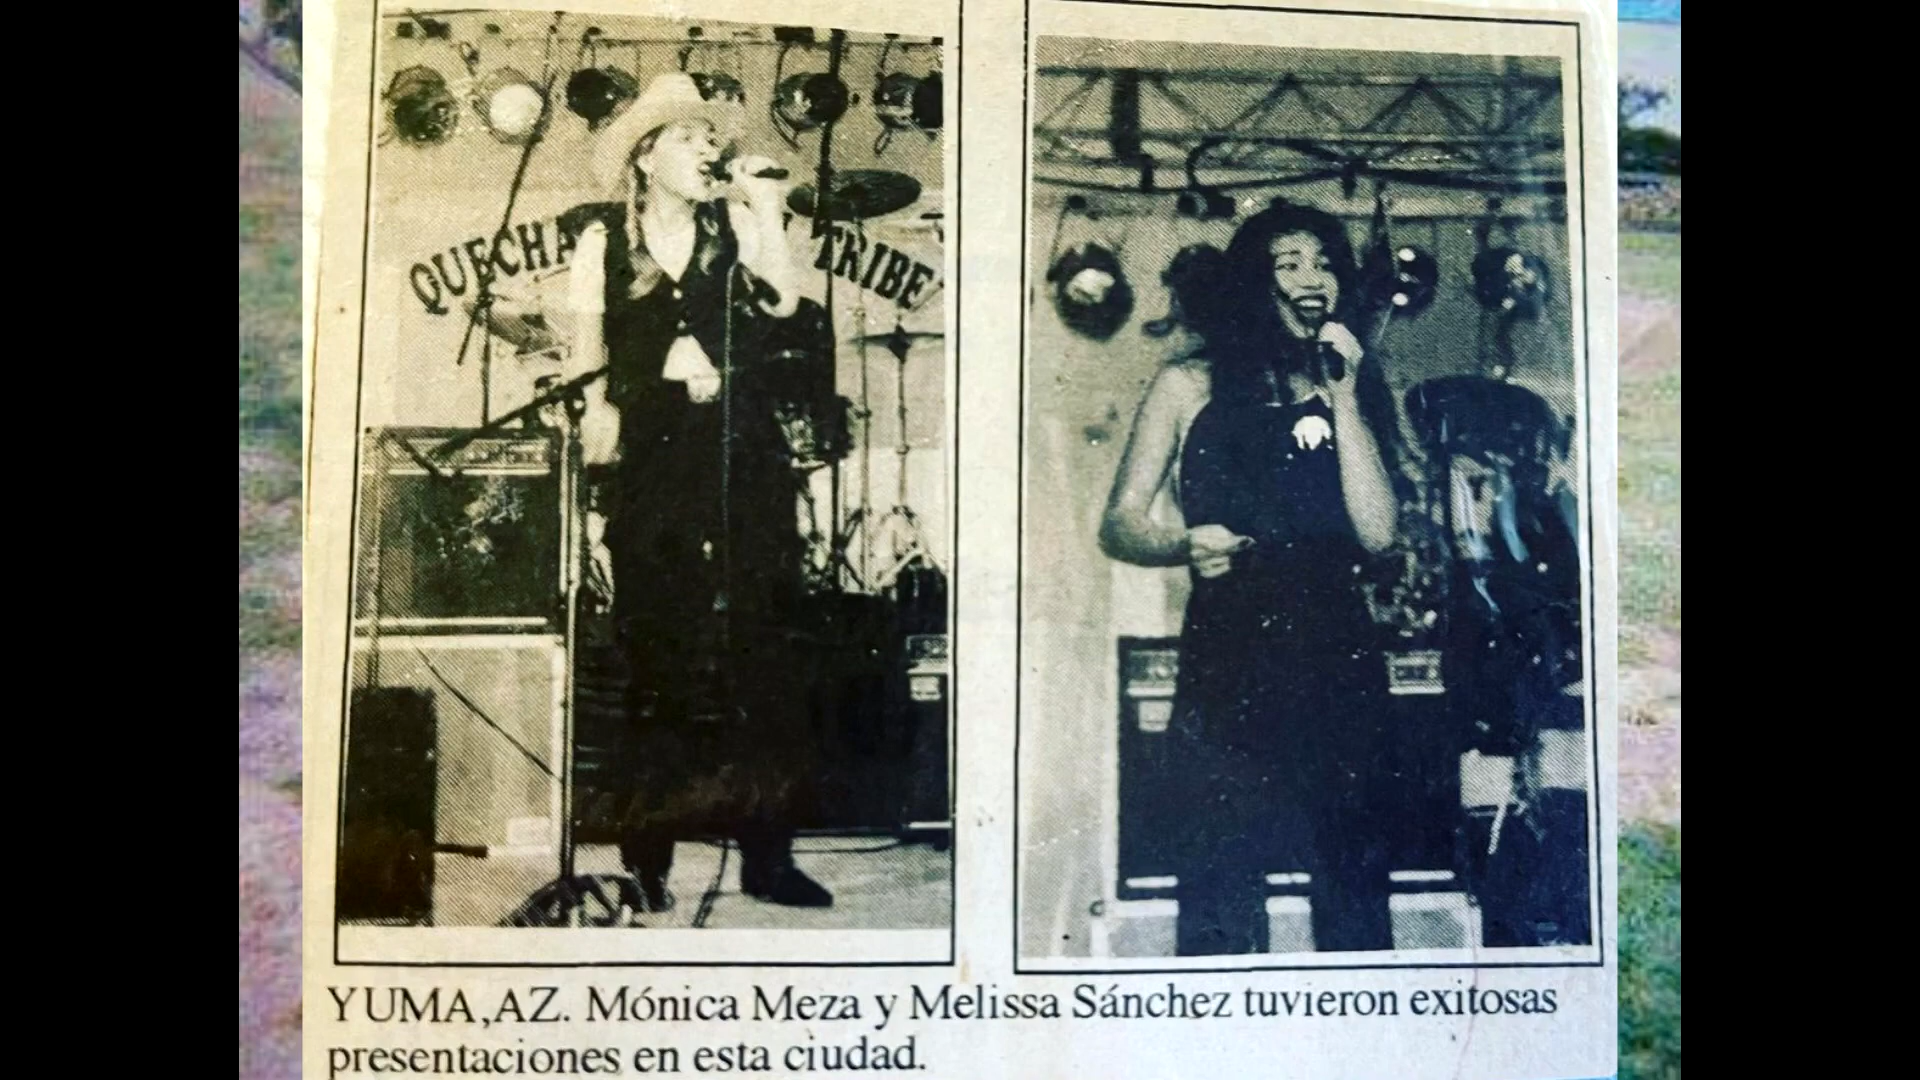 QUECHA TRIBE
YUMA,AZ. Mónica Meza y Melissa Sánchez tuvieron exitosas
presentaciones en esta ciudad.